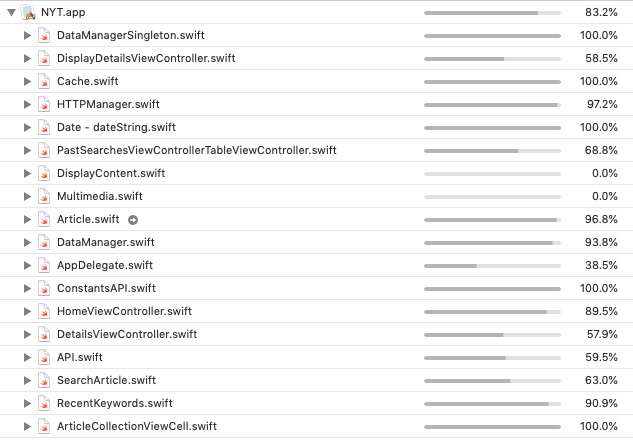 NYT.app 83.2%
DataManagerSingleton.swift 100.0%
DisplayDetailsViewController.swift 58.5%
Cache.swift 100.0%
HTTPManager.swift 97.2%
Date - dateString.swift 100.0%
PastSearchesViewControllerTableViewController.swift 68.8%
DisplayContent.swift 0.0%
Multimedia.swift 0.0%
Article.swift 96.8%
DataManager.swift 93.8%
AppDelegate.swift 38.5%
ConstantsAPI.swift 100.0%
HomeViewController.swift 89.5%
DetailsViewController.swift 57.9%
API.swift 59.5%
SearchArticle.swift 63.0%
RecentKeywords.swift 90.9%
ArticleCollectionViewCell.swift 100.0%